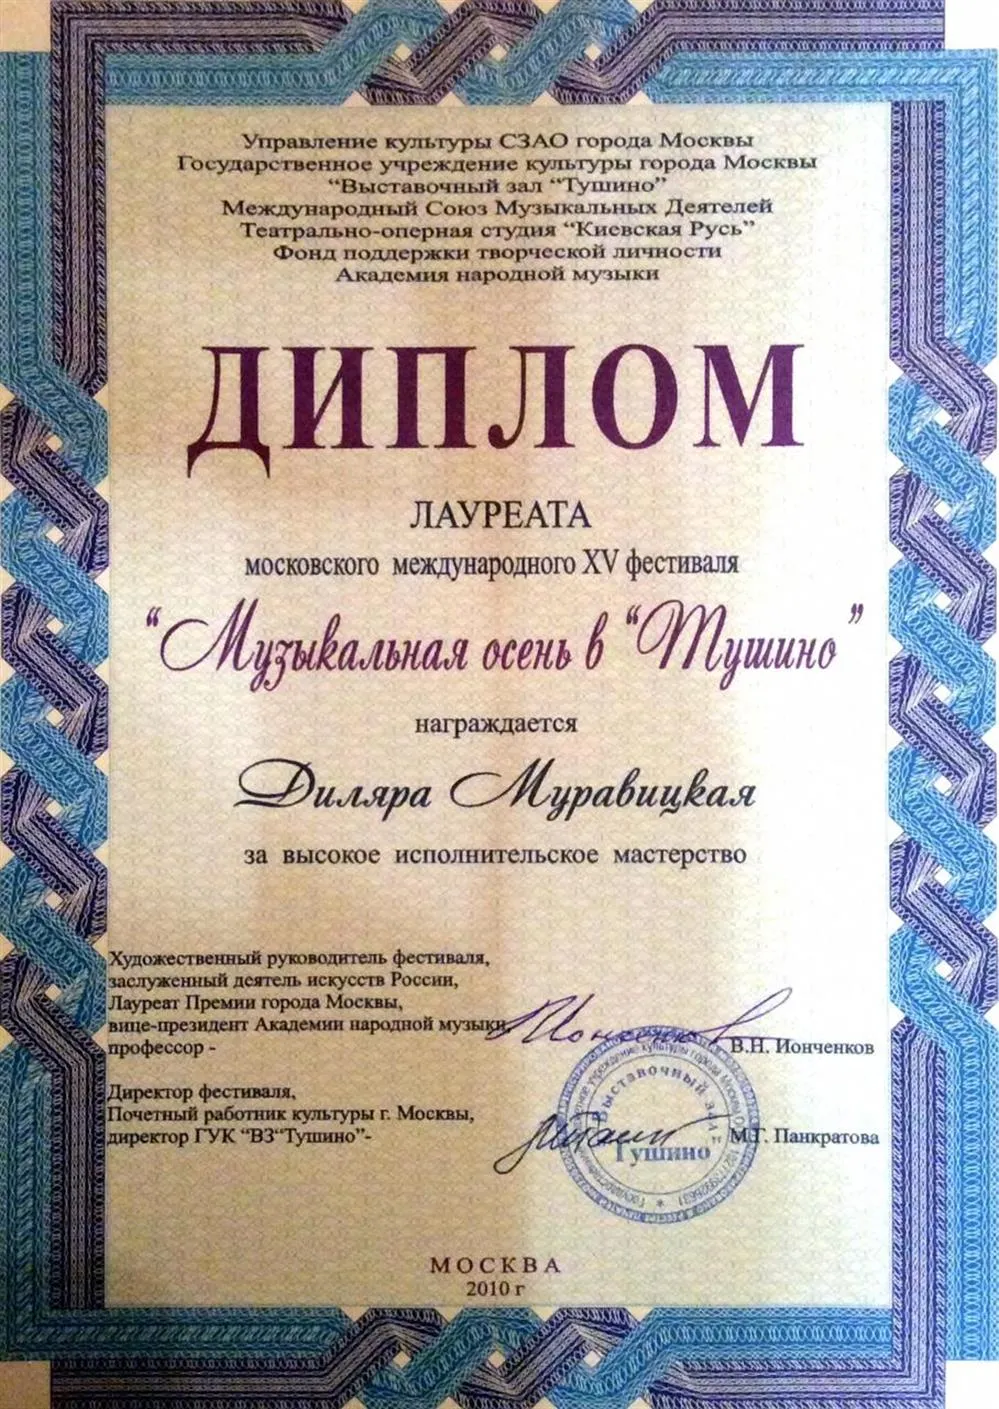 Управление культуры СЗАО города Москвы
Государственное учреждение культуры города Москвы
“Выставочный зал “Тушино”
Международный Союз Музыкальных Деятелей
Театрально-оперная студия “Киевская Русь”
Фонд поддержки творческой личности
Академия народной музыки
ДИПЛОМ
ЛАУРЕАТА
московского международного XV фестиваля
“Музыкальная осень в “Тушино”
награждается
Диляра Муравицкая
за высокое исполнительское мастерство
Художественный руководитель фестиваля,
заслуженный деятель искусств России,
Лауреат Премии города Москвы,
вице-президент Академии народной музыки,
профессор - В.Н. Ионченков
Директор фестиваля,
Почетный работник культуры г. Москвы,
директор ГУК “ВЗ“Тушино”- М.Г. Панкратова
Выставочный зал
Тушино
МОСКВА
2010 г